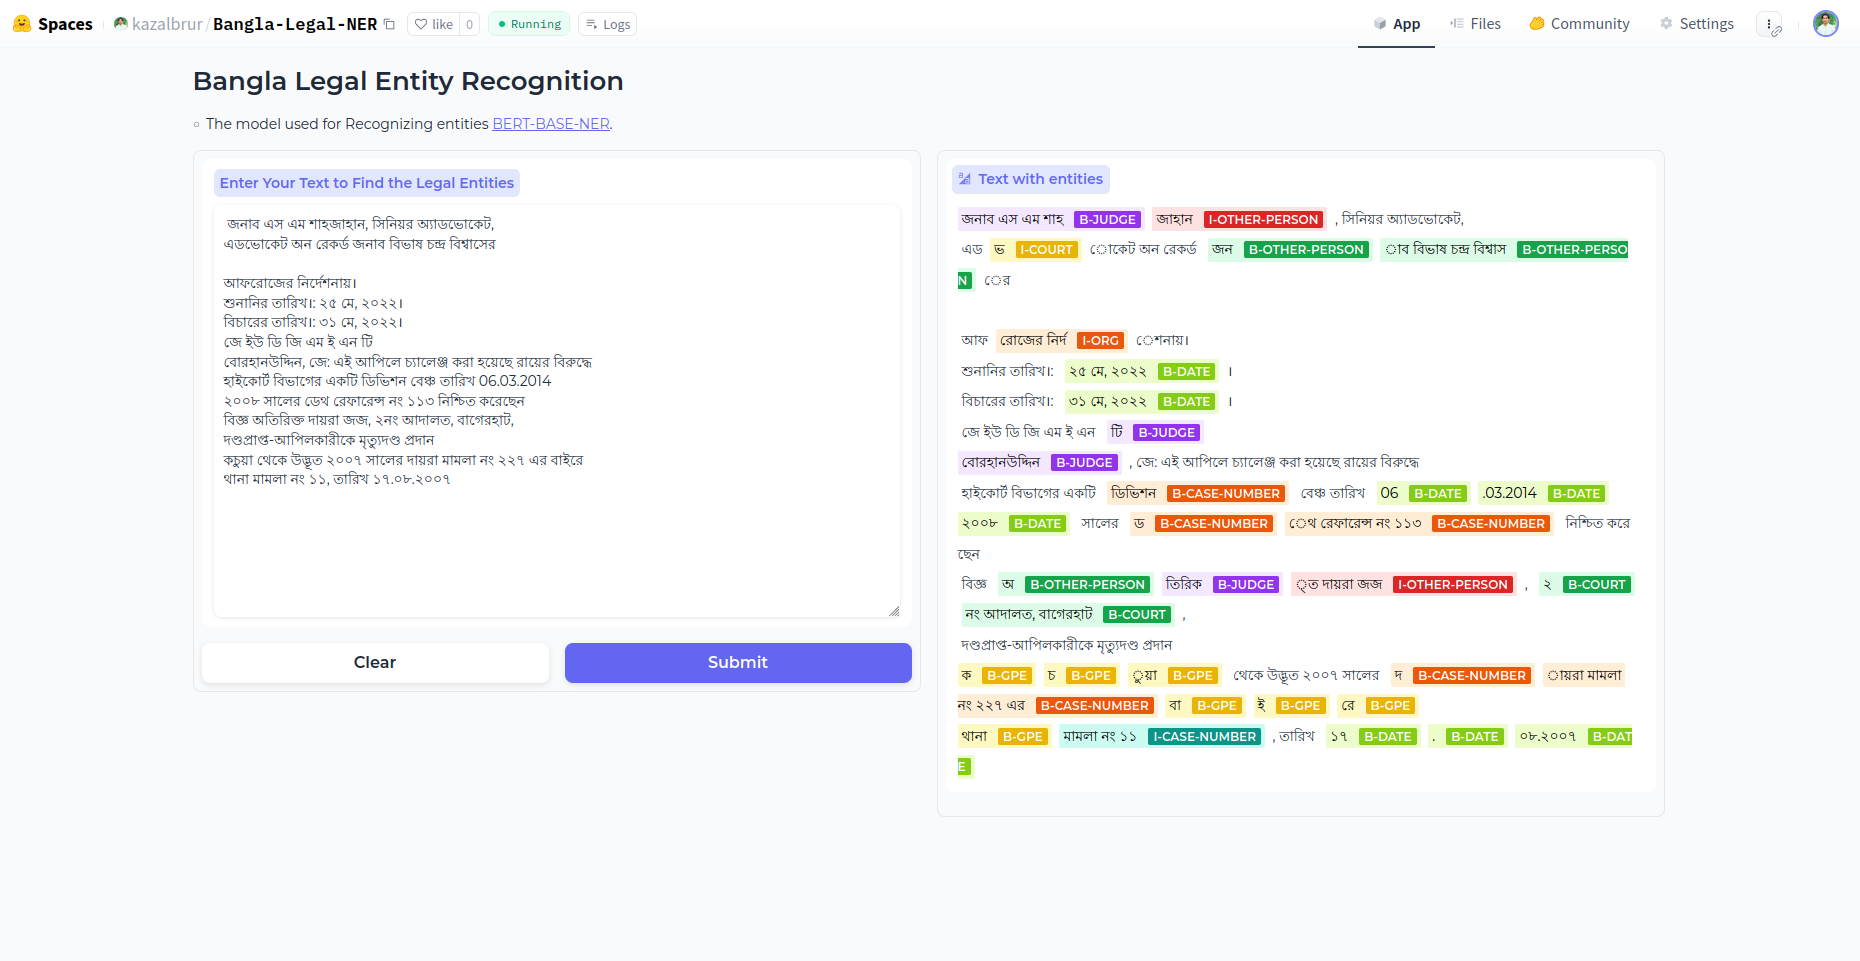 Spaces
kazalbrur/Bangla-Legal-NER
like 0
Running
Logs
App
Files
Community
Settings
Bangla Legal Entity Recognition
The model used for Recognizing entities BERT-BASE-NER.
Enter Your Text to Find the Legal Entities
জনাব এস এম শাহজাহান, সিনিয়র অ্যাডভোকেট,
এডভোকেট অন রেকর্ড জনাব বিভাষ চন্দ্র বিশ্বাসের
আফরোজের নির্দেশনায়।
শুনানির তারিখ।: ২৫ মে, ২০২২।
বিচারের তারিখ।: ৩১ মে, ২০২২।
জে ইউ ডি জি এম ই এন টি
বোরহানউদ্দিন, জে: এই আপিলে চ্যালেঞ্জ করা হয়েছে রায়ের বিরুদ্ধে
হাইকোর্ট বিভাগের একটি ডিভিশন বেঞ্চ তারিখ 06.03.2014
২০০৮ সালের ডেথ রেফারেন্স নং ১১৩ নিশ্চিত করেছেন
বিজ্ঞ অতিরিক্ত দায়রা জজ, ২নং আদালত, বাগেরহাট,
দণ্ডপ্রাপ্ত-আপিলকারীকে মৃত্যুদণ্ড প্রদান
কচুয়া থেকে উদ্ভূত ২০০৭ সালের দায়রা মামলা নং ২২৭ এর বাইরে
থানা মামলা নং ১১, তারিখ ১৭.০৮.২০০৭
Clear
Submit
Text with entities
জনাব এস এম শাহ B-JUDGE জাহান I-OTHER-PERSON , সিনিয়র অ্যাডভোকেট,
এড ভ I-COURT োকেট অন রেকর্ড জন B-OTHER-PERSON াব বিভাষ চন্দ্র বিশ্বাস B-OTHER-PERSO
N ের
আফ রোজের নির্দ I-ORG েশনায়।
শুনানির তারিখ।: ২৫ মে, ২০২২ B-DATE ।
বিচারের তারিখ।: ৩১ মে, ২০২২ B-DATE ।
জে ইউ ডি জি এম ই এন টি B-JUDGE
বোরহানউদ্দিন B-JUDGE , জে: এই আপিলে চ্যালেঞ্জ করা হয়েছে রায়ের বিরুদ্ধে
হাইকোর্ট বিভাগের একটি ডিভিশন B-CASE-NUMBER বেঞ্চ তারিখ 06 B-DATE .03.2014 B-DATE
২০০৮ B-DATE সালের ড B-CASE-NUMBER েথ রেফারেন্স নং ১১৩ B-CASE-NUMBER নিশ্চিত করে
ছেন
বিজ্ঞ অ B-OTHER-PERSON তিরিক B-JUDGE ্ত দায়রা জজ I-OTHER-PERSON , ২ B-COURT
নং আদালত, বাগেরহাট B-COURT ,
দণ্ডপ্রাপ্ত-আপিলকারীকে মৃত্যুদণ্ড প্রদান
ক B-GPE চ B-GPE ুয়া B-GPE থেকে উদ্ভূত ২০০৭ সালের দ B-CASE-NUMBER ায়রা মামলা
নং ২২৭ এর B-CASE-NUMBER বা B-GPE ই B-GPE রে B-GPE
থানা B-GPE মামলা নং ১১ I-CASE-NUMBER , তারিখ ১৭ B-DATE . B-DATE ০৮.২০০৭ B-DAT
E